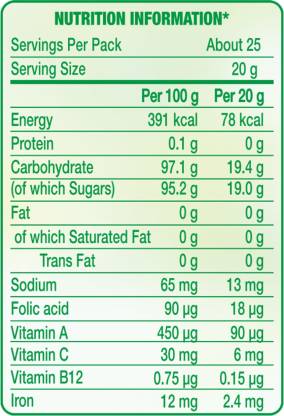 NUTRITION INFORMATION*
Servings Per Pack About 25
Serving Size 20 g
Per 100 g Per 20 g
Energy 391 kcal 78 kcal
Protein 0.1 g 0 g
Carbohydrate 97.1 g 19.4 g
(of which Sugars) 95.2 g 19.0 g
Fat 0 g 0 g
of which Saturated Fat 0 g 0 g
Trans Fat 0 g 0 g
Sodium 65 mg 13 mg
Folic acid 90 µg 18 µg
Vitamin A 450 µg 90 µg
Vitamin C 30 mg 6 mg
Vitamin B12 0.75 µg 0.15 µg
Iron 12 mg 2.4 mg